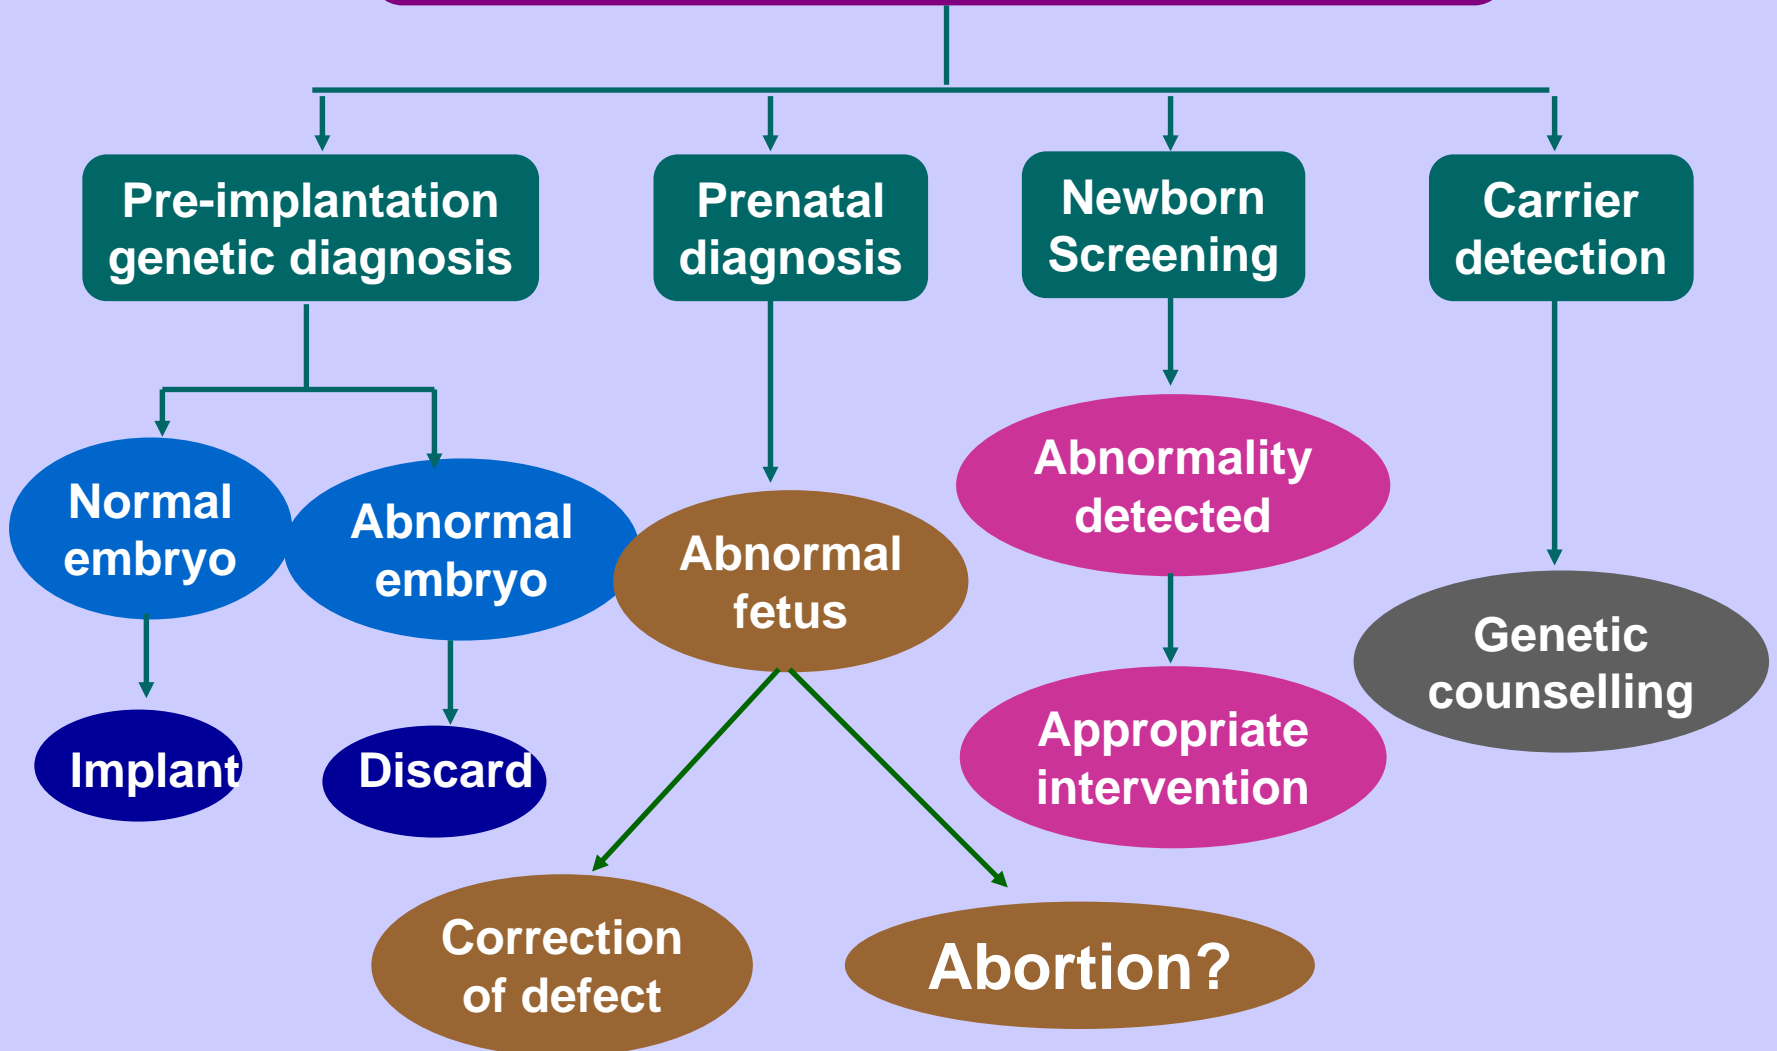 Pre-implantation
genetic diagnosis
Prenatal
diagnosis
Newborn
Screening
Carrier
detection
Normal
embryo
Abnormal
embryo
Abnormal
fetus
Abnormality
detected
Genetic
counselling
Implant
Discard
Appropriate
intervention
Correction
of defect
Abortion?